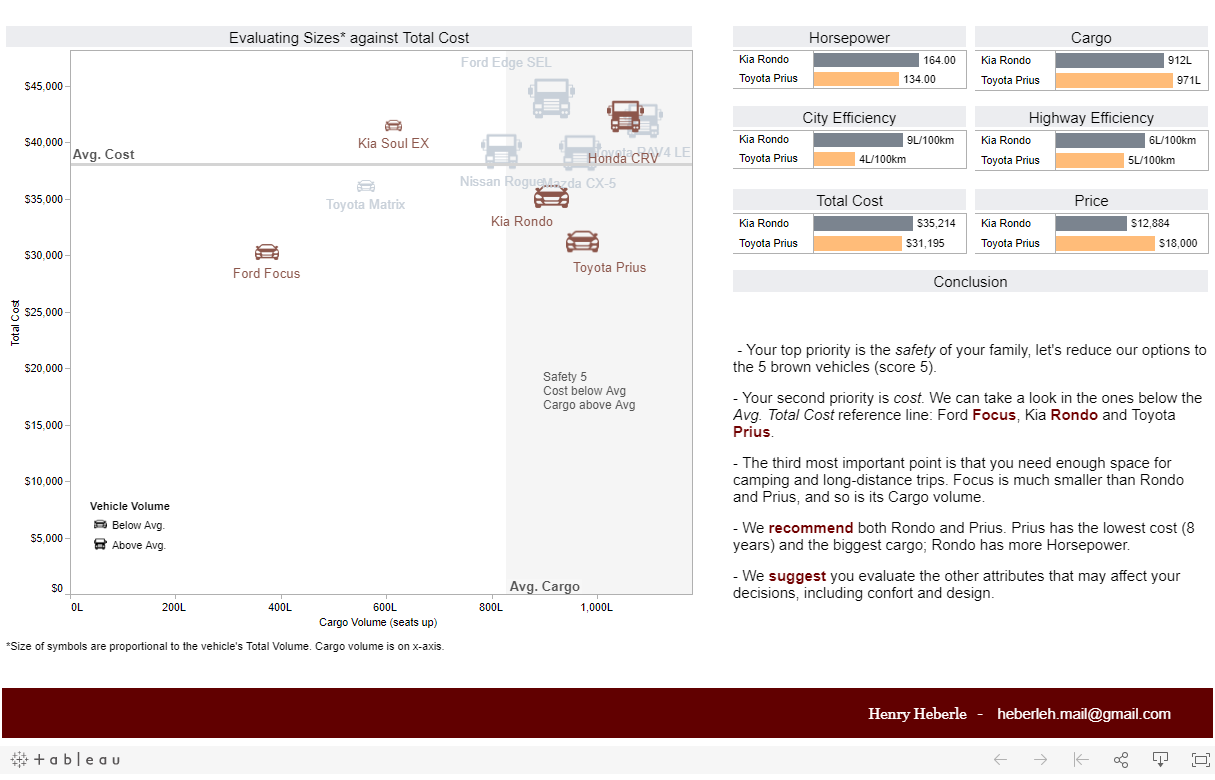 Evaluating Sizes* against Total Cost
Total Cost
$45,000
$40,000
$35,000
$30,000
$25,000
$20,000
$15,000
$10,000
$5,000
$0
Avg. Cost
Ford Edge SEL
Kia Soul EX
Toyota RAV4 LE
Honda CRV
Nissan Rogue
Mazda CX-5
Toyota Matrix
Kia Rondo
Ford Focus
Toyota Prius
Safety 5
Cost below Avg
Cargo above Avg
Vehicle Volume
Below Avg.
Above Avg.
Avg. Cargo
0L 200L 400L 600L 800L 1,000L
Cargo Volume (seats up)
*Size of symbols are proportional to the vehicle's Total Volume. Cargo volume is on x-axis.
Horsepower
Kia Rondo 164.00
Toyota Prius 134.00
Cargo
Kia Rondo 912L
Toyota Prius 971L
City Efficiency
Kia Rondo 9L/100km
Toyota Prius 4L/100km
Highway Efficiency
Kia Rondo 6L/100km
Toyota Prius 5L/100km
Total Cost
Kia Rondo $35,214
Toyota Prius $31,195
Price
Kia Rondo $12,884
Toyota Prius $18,000
Conclusion
- Your top priority is the safety of your family, let's reduce our options to
the 5 brown vehicles (score 5).
- Your second priority is cost. We can take a look in the ones below the
Avg. Total Cost reference line: Ford Focus, Kia Rondo and Toyota
Prius.
- The third most important point is that you need enough space for
camping and long-distance trips. Focus is much smaller than Rondo
and Prius, and so is its Cargo volume.
- We recommend both Rondo and Prius. Prius has the lowest cost (8
years) and the biggest cargo; Rondo has more Horsepower.
- We suggest you evaluate the other attributes that may affect your
decisions, including confort and design.
Henry Heberle - heberleh.mail@gmail.com
+ a b l e a u